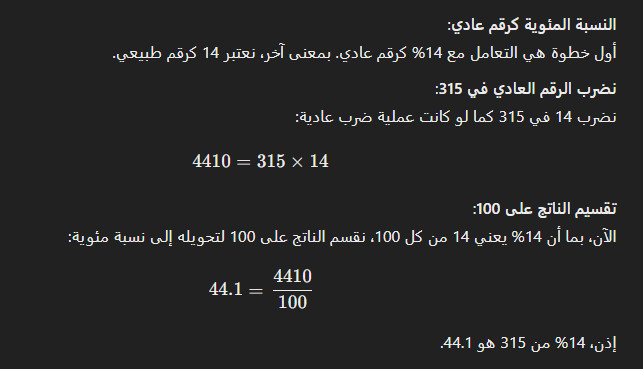 النسبة المئوية كرقم عادي:
أول خطوة هي التعامل مع 14% كرقم عادي. بمعنى آخر، نعتبر 14 كرقم طبيعي.
نضرب الرقم العادي في 315:
نضرب 14 في 315 كما لو كانت عملية ضرب عادية:
4410 = 315 × 14
تقسيم الناتج على 100:
الآن، بما أن 14% يعني 14 من كل 100، نقسم الناتج على 100 لتحويله إلى نسبة مئوية:
44.1 = 4410/100
إذن، 14% من 315 هو 44.1.